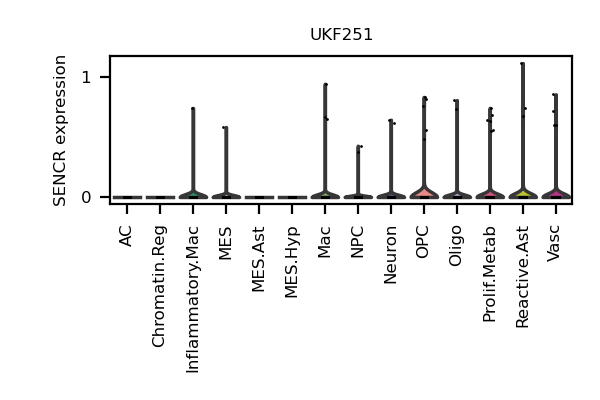 UKF251
SENCR expression
1
0
AC
Chromatin.Reg
Inflammatory.Mac
MES
MES.Ast
MES.Hyp
Mac
NPC
Neuron
OPC
Oligo
Prolif.Metab
Reactive.Ast
Vasc